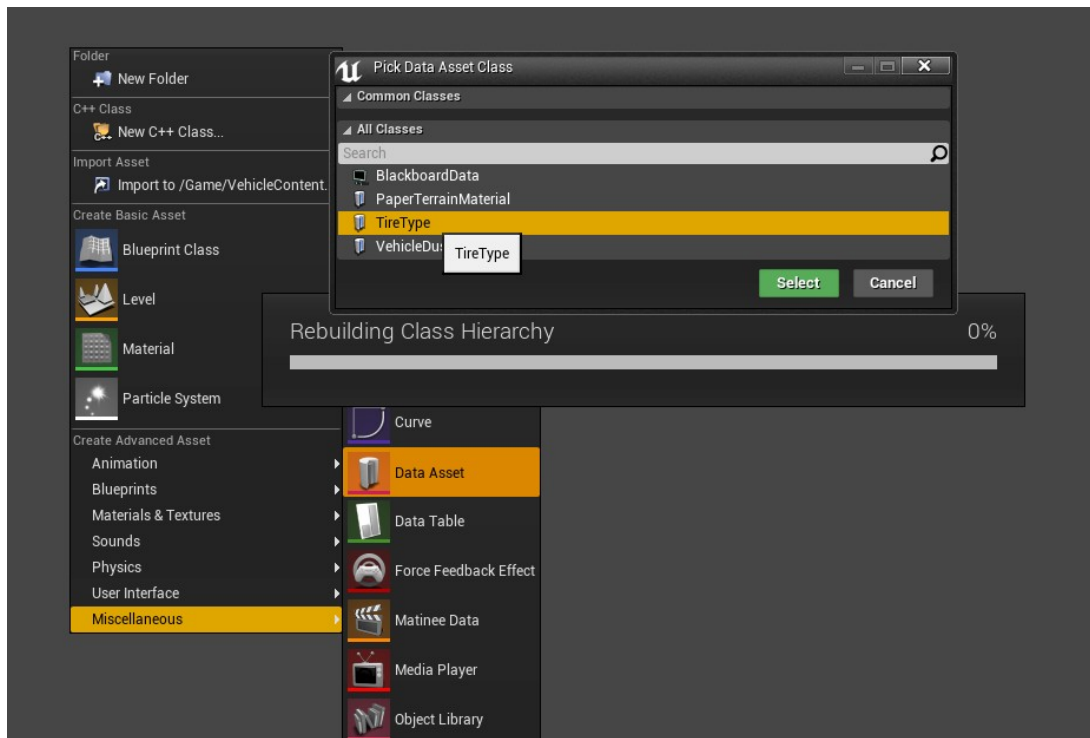 Folder
New Folder
C++ Class
New C++ Class...
Import Asset
Import to /Game/VehicleContent.
Create Basic Asset
Blueprint Class
Level
Material
Particle System
Create Advanced Asset
Animation
Blueprints
Materials & Textures
Sounds
Physics
User Interface
Miscellaneous
Pick Data Asset Class
Common Classes
All Classes
Search
BlackboardData
PaperTerrainMaterial
TireType
VehicleDus
TireType
Select
Cancel
Rebuilding Class Hierarchy
0%
Curve
Data Asset
Data Table
Force Feedback Effect
Matinee Data
Media Player
Object Library